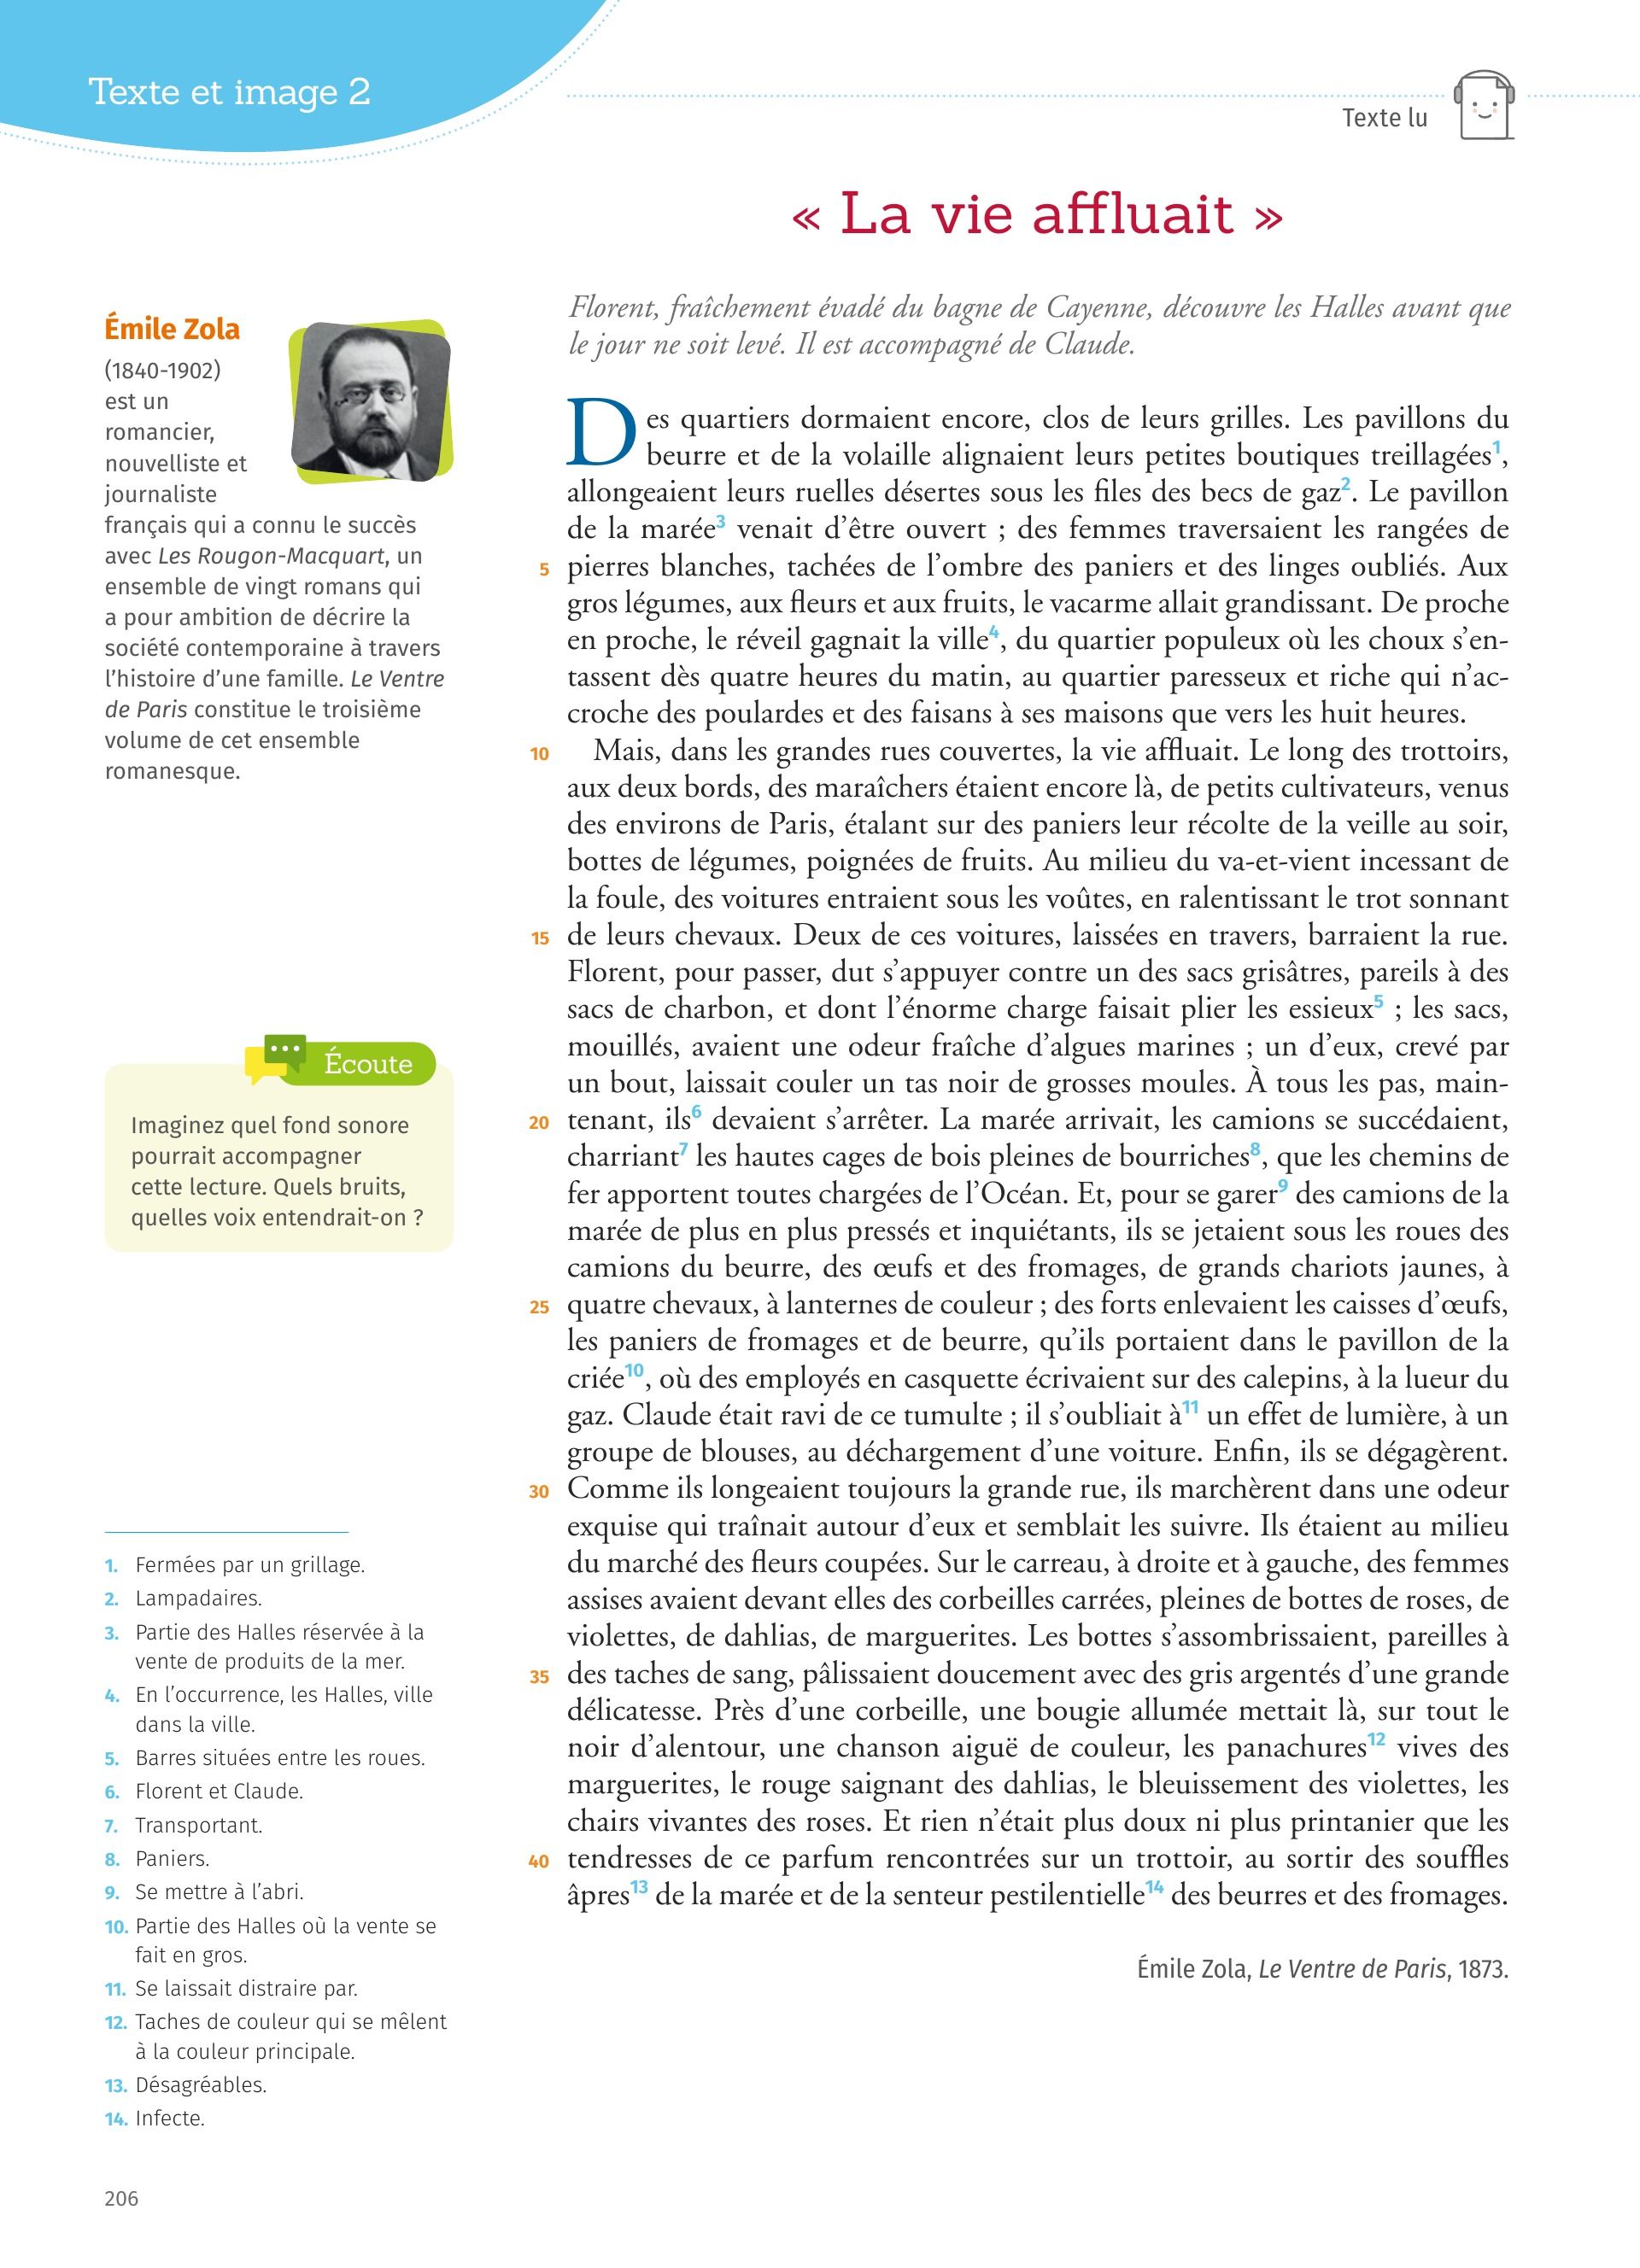 Texte et image 2
Texte lu
« La vie affluait »
Florent, fraîchement évadé du bagne de Cayenne, découvre les Halles avant que
le jour ne soit levé. Il est accompagné de Claude.
Des quartiers dormaient encore, clos de leurs grilles. Les pavillons du
beurre et de la volaille alignaient leurs petites boutiques treillagées1,
allongeaient leurs ruelles désertes sous les files des becs de gaz2. Le pavillon
de la marée3 venait d’être ouvert ; des femmes traversaient les rangées de
5 pierres blanches, tachées de l’ombre des paniers et des linges oubliés. Aux
gros légumes, aux fleurs et aux fruits, le vacarme allait grandissant. De proche
en proche, le réveil gagnait la ville4, du quartier populeux où les choux s’en-
tassent dès quatre heures du matin, au quartier paresseux et riche qui n’ac-
croche des poulardes et des faisans à ses maisons que vers les huit heures.
10 Mais, dans les grandes rues couvertes, la vie affluait. Le long des trottoirs,
aux deux bords, des maraîchers étaient encore là, de petits cultivateurs, venus
des environs de Paris, étalant sur des paniers leur récolte de la veille au soir,
bottes de légumes, poignées de fruits. Au milieu du va-et-vient incessant de
la foule, des voitures entraient sous les voûtes, en ralentissant le trot sonnant
15 de leurs chevaux. Deux de ces voitures, laissées en travers, barraient la rue.
Florent, pour passer, dut s’appuyer contre un des sacs grisâtres, pareils à des
sacs de charbon, et dont l’énorme charge faisait plier les essieux5 ; les sacs,
mouillés, avaient une odeur fraîche d’algues marines ; un d’eux, crevé par
un bout, laissait couler un tas noir de grosses moules. À tous les pas, main-
20 tenant, ils6 devaient s’arrêter. La marée arrivait, les camions se succédaient,
charriant7 les hautes cages de bois pleines de bourriches8, que les chemins de
fer apportent toutes chargées de l’Océan. Et, pour se garer9 des camions de la
marée de plus en plus pressés et inquiétants, ils se jetaient sous les roues des
camions du beurre, des œufs et des fromages, de grands chariots jaunes, à
25 quatre chevaux, à lanternes de couleur ; des forts enlevaient les caisses d’œufs,
les paniers de fromages et de beurre, qu’ils portaient dans le pavillon de la
criée10, où des employés en casquette écrivaient sur des calepins, à la lueur du
gaz. Claude était ravi de ce tumulte ; il s’oubliait à11 un effet de lumière, à un
groupe de blouses, au déchargement d’une voiture. Enfin, ils se dégagèrent.
30 Comme ils longeaient toujours la grande rue, ils marchèrent dans une odeur
exquise qui traînait autour d’eux et semblait les suivre. Ils étaient au milieu
du marché des fleurs coupées. Sur le carreau, à droite et à gauche, des femmes
assises avaient devant elles des corbeilles carrées, pleines de bottes de roses, de
violettes, de dahlias, de marguerites. Les bottes s’assombrissaient, pareilles à
35 des taches de sang, pâlissaient doucement avec des gris argentés d’une grande
délicatesse. Près d’une corbeille, une bougie allumée mettait là, sur tout le
noir d’alentour, une chanson aiguë de couleur, les panachures12 vives des
marguerites, le rouge saignant des dahlias, le bleuissement des violettes, les
chairs vivantes des roses. Et rien n’était plus doux ni plus printanier que les
40 tendresses de ce parfum rencontrées sur un trottoir, au sortir des souffles
âpres13 de la marée et de la senteur pestilentielle14 des beurres et des fromages.
Émile Zola, Le Ventre de Paris, 1873.
Émile Zola
(1840-1902)
est un
romancier,
nouvelliste et
journaliste
français qui a connu le succès
avec Les Rougon-Macquart, un
ensemble de vingt romans qui
a pour ambition de décrire la
société contemporaine à travers
l’histoire d’une famille. Le Ventre
de Paris constitue le troisième
volume de cet ensemble
romanesque.
Écoute
Imaginez quel fond sonore
pourrait accompagner
cette lecture. Quels bruits,
quelles voix entendrait-on ?
1. Fermées par un grillage.
2. Lampadaires.
3. Partie des Halles réservée à la
vente de produits de la mer.
4. En l’occurrence, les Halles, ville
dans la ville.
5. Barres situées entre les roues.
6. Florent et Claude.
7. Transportant.
8. Paniers.
9. Se mettre à l’abri.
10. Partie des Halles où la vente se
fait en gros.
11. Se laissait distraire par.
12. Taches de couleur qui se mêlent
à la couleur principale.
13. Désagréables.
14. Infecte.
206